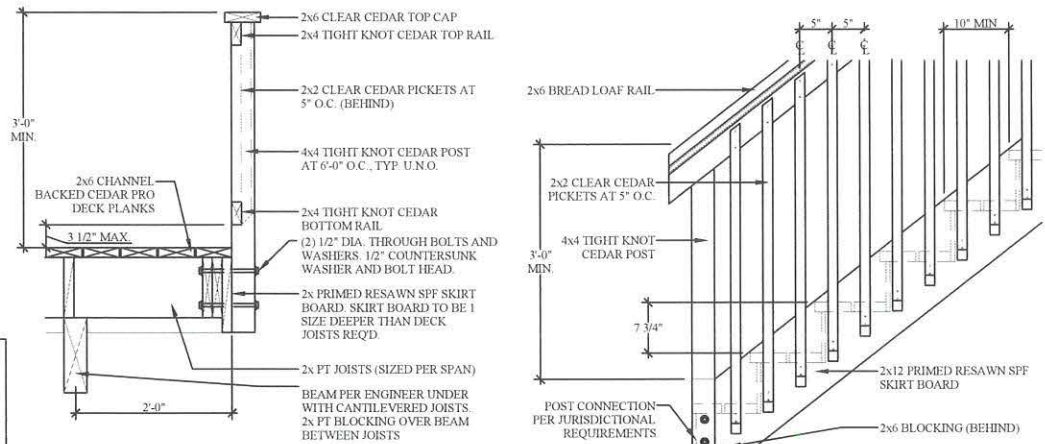 2x6 CLEAR CEDAR TOP CAP
2x4 TIGHT KNOT CEDAR TOP RAIL
2x2 CLEAR CEDAR PICKETS AT
5" O.C. (BEHIND)
3'-0"
MIN.
4x4 TIGHT KNOT CEDAR POST
AT 6'-0" O.C., TYP. U.N.O.
2x6 CHANNEL
BACKED CEDAR PRO
DECK PLANKS
2x4 TIGHT KNOT CEDAR
BOTTOM RAIL
3 1/2" MAX.
(2) 1/2" DIA. THROUGH BOLTS AND
WASHERS. 1/2" COUNTERSUNK
WASHER AND BOLT HEAD.
2x PRIMED RESAWN SPF SKIRT
BOARD. SKIRT BOARD TO BE 1
SIZE DEEPER THAN DECK
JOISTS REQ'D.
2x PT JOISTS (SIZED PER SPAN)
BEAM PER ENGINEER UNDER
WITH CANTILEVERED JOISTS.
2x PT BLOCKING OVER BEAM
BETWEEN JOISTS
2'-0"
5" 5" 10" MIN
2x6 BREAD LOAF RAIL
2x2 CLEAR CEDAR
PICKETS AT 5" O.C.
4x4 TIGHT KNOT
CEDAR POST
3'-0"
MIN.
7 3/4"
2x12 PRIMED RESAWN SPF
SKIRT BOARD
POST CONNECTION
PER JURISDICTIONAL
REQUIREMENTS
2x6 BLOCKING (BEHIND)